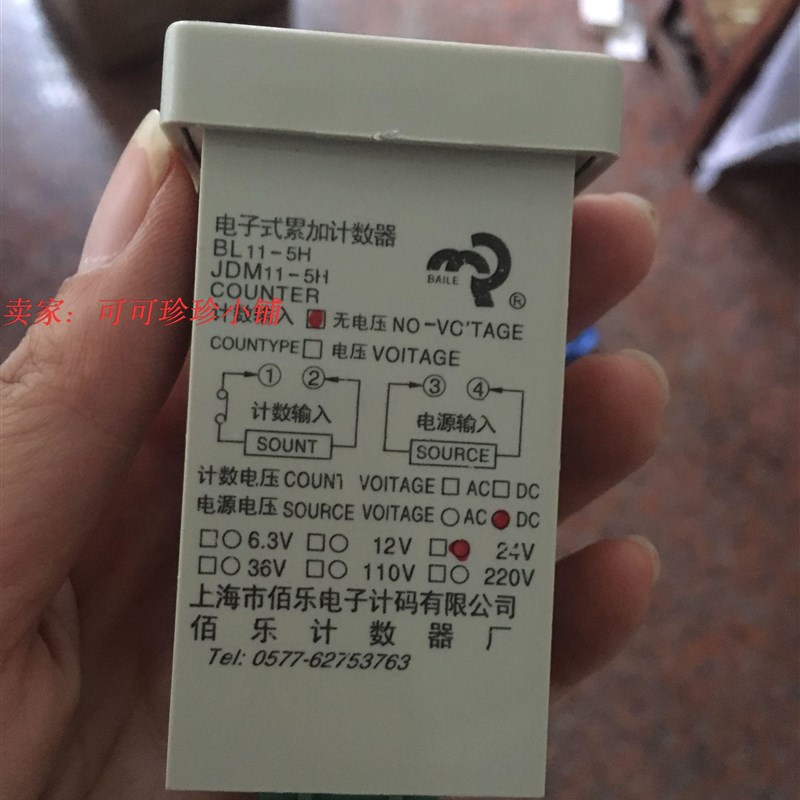 电子式累加计数器
BL11-5H
JDM11-5H
COUNTER
BAILE
®
卖家：可可珍珍小铺
计数输入 无电压 NO-VC'TAGE
COUNTYPE 电压 VOITAGE
① ② ③ ④
计数输入 电源输入
SOUNT SOURCE
计数电压 COUNT VOITAGE AC DC
电源电压 SOURCE VOITAGE AC DC
6.3V 12V 24V
36V 110V 220V
上海市佰乐电子计码有限公司
佰乐计数器厂
Tel: 0577-62753763